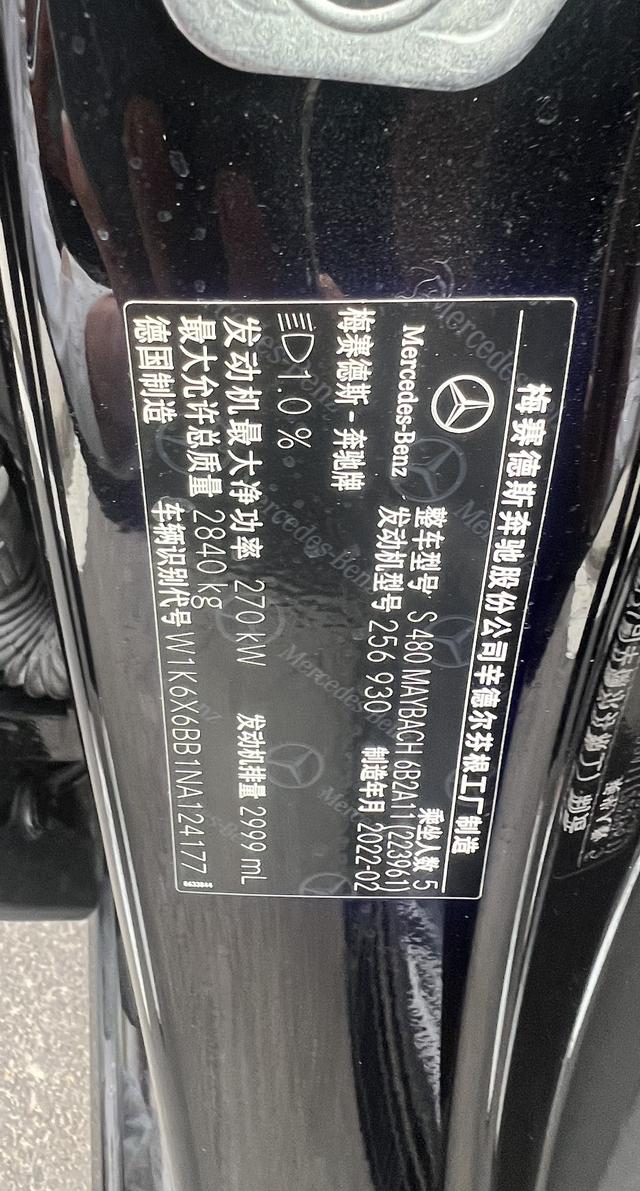 梅赛德斯奔驰股份公司辛德尔芬根工厂制造
Mercedes-Benz
乘坐人数 5
整车型号 S 480 MAYBACH 6B2A11(223961)
发动机型号 256 930
制造年月 2022-02
梅赛德斯-奔驰牌
10%
发动机最大净功率 270 kW
发动机排量 2999 mL
最大允许总质量 2840 kg
德国制造
车辆识别代号 W1K6X6BB1NA124177